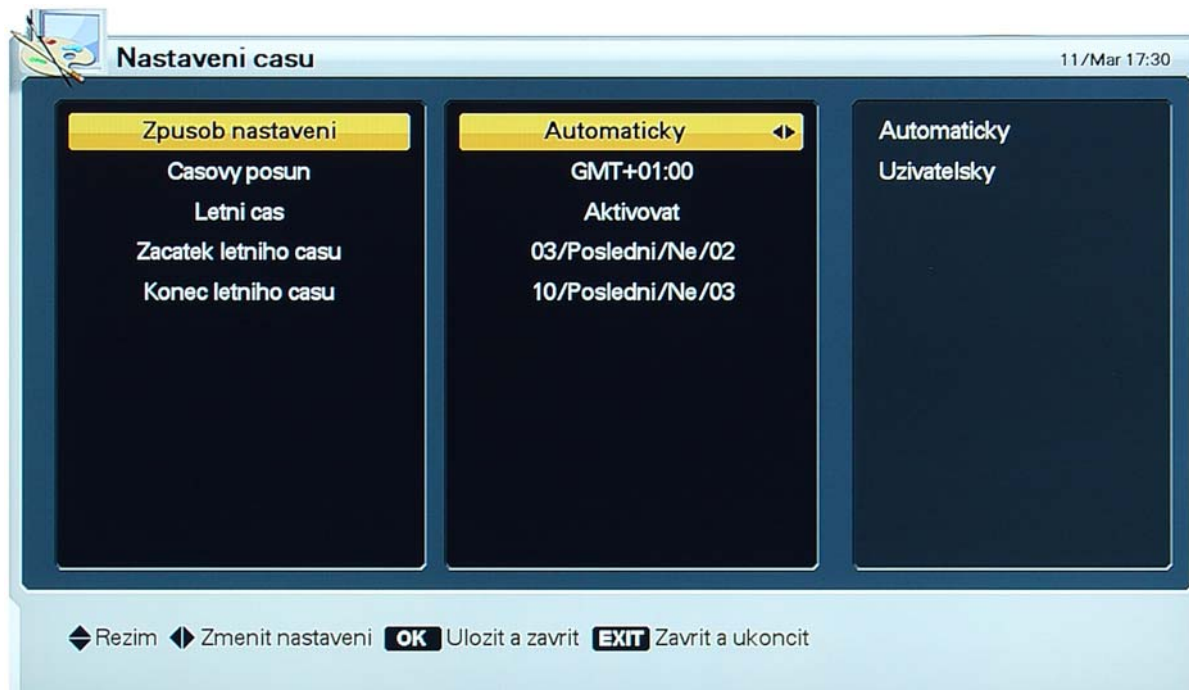 Nastaveni casu
11/Mar 17:30
Zpusob nastaveni
Automaticky
Automaticky
Casovy posun
GMT+01:00
Uzivatelsky
Letni cas
Aktivovat
Zacatek letniho casu
03/Posledni/Ne/02
Konec letniho casu
10/Posledni/Ne/03
Rezim Zmenit nastaveni OK Ulozit a zavrit EXIT Zavrit a ukoncit